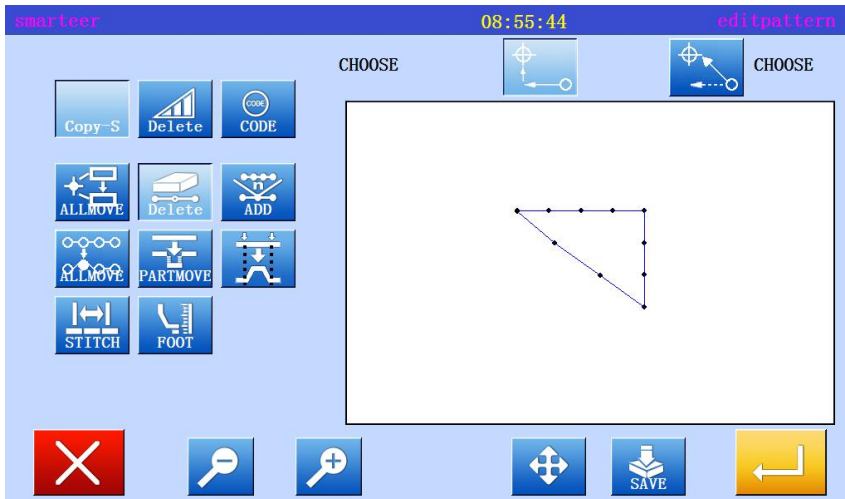 smarteer 08:55:44 editpattern
CHOOSE CHOOSE
Copy-S Delete CODE CODE
ALLMOVE Delete n ADD
ALLMOVE PARTMOVE
STITCH FOOT
SAVE